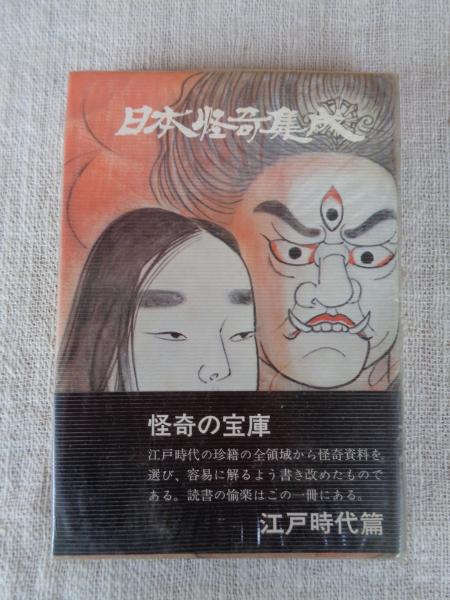 日本怪奇集成
怪奇の宝庫
江戸時代の珍籍の全領域から怪奇資料を
選び、容易に解るよう書き改めたもので
ある。読書の愉楽はこの一冊にある。
江戸時代篇